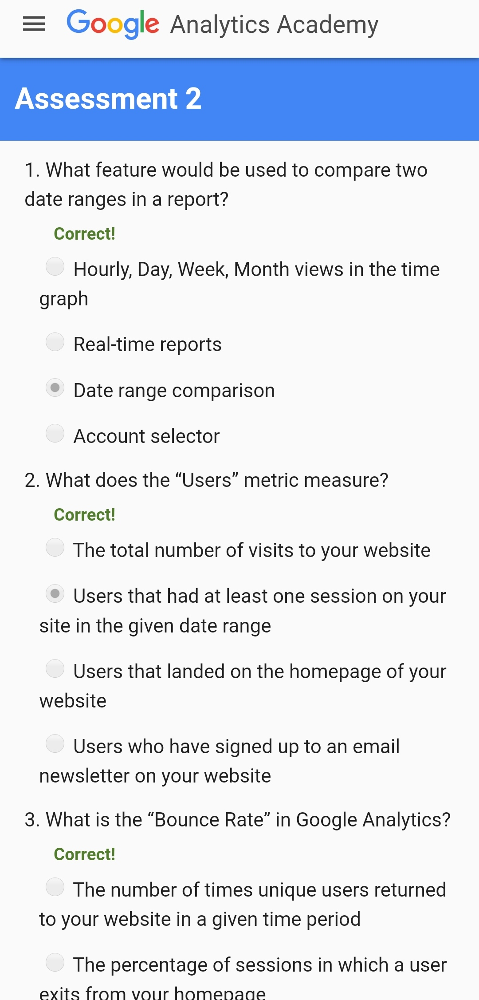 Google Analytics Academy
Assessment 2
1. What feature would be used to compare two
date ranges in a report?
Correct!
Hourly, Day, Week, Month views in the time
graph
Real-time reports
Date range comparison
Account selector
2. What does the “Users” metric measure?
Correct!
The total number of visits to your website
Users that had at least one session on your
site in the given date range
Users that landed on the homepage of your
website
Users who have signed up to an email
newsletter on your website
3. What is the “Bounce Rate” in Google Analytics?
Correct!
The number of times unique users returned
to your website in a given time period
The percentage of sessions in which a user
exits from your homepage